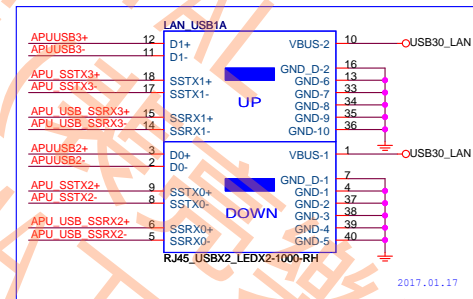 LAN_USB1A
APUUSB3+ 12 D1+ VBUS-2 10 USB30_LAN
APUUSB3- 11 D1-
GND_D-2 16
APU_SSTX3+ 18 SSTX1+ GND-6 13
APU_SSTX3- 17 SSTX1- GND-7 33
UP GND-8 34
APU_USB_SSRX3+ 15 SSRX1+ GND-9 35
APU_USB_SSRX3- 14 SSRX1- GND-10 36
APUUSB2+ 3 D0+ VBUS-1 1 USB30_LAN
APUUSB2- 2 D0-
GND_D-1 7
APU_SSTX2+ 9 SSTX0+ GND-1 4
APU_SSTX2- 8 SSTX0- GND-2 37
DOWN GND-3 38
APU_USB_SSRX2+ 6 SSRX0+ GND-4 39
APU_USB_SSRX2- 5 SSRX0- GND-5 40
RJ45_USBX2_LEDX2-1000-RH
2017.01.17